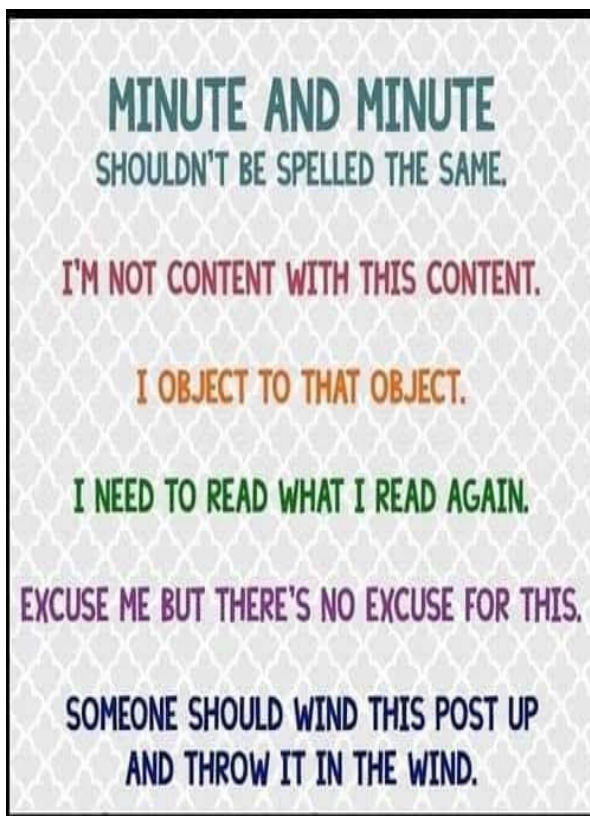 MINUTE AND MINUTE
SHOULDN'T BE SPELLED THE SAME.
I'M NOT CONTENT WITH THIS CONTENT.
I OBJECT TO THAT OBJECT.
I NEED TO READ WHAT I READ AGAIN.
EXCUSE ME BUT THERE'S NO EXCUSE FOR THIS.
SOMEONE SHOULD WIND THIS POST UP
AND THROW IT IN THE WIND.